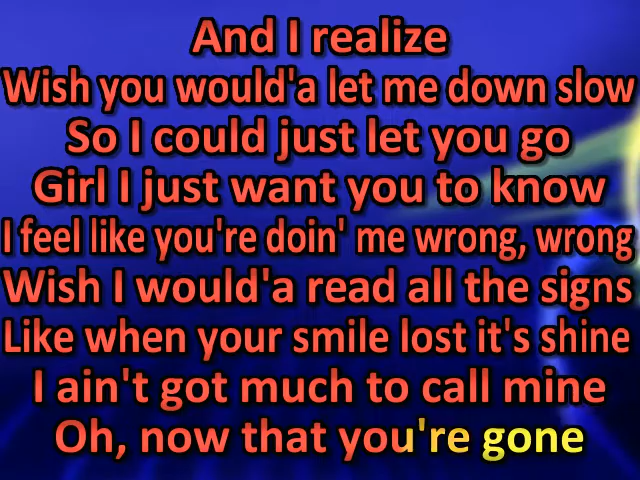 And I realize
Wish you would'a let me down slow
So I could just let you go
Girl I just want you to know
I feel like you're doin' me wrong, wrong
Wish I would'a read all the signs
Like when your smile lost it's shine
I ain't got much to call mine
Oh, now that you're gone